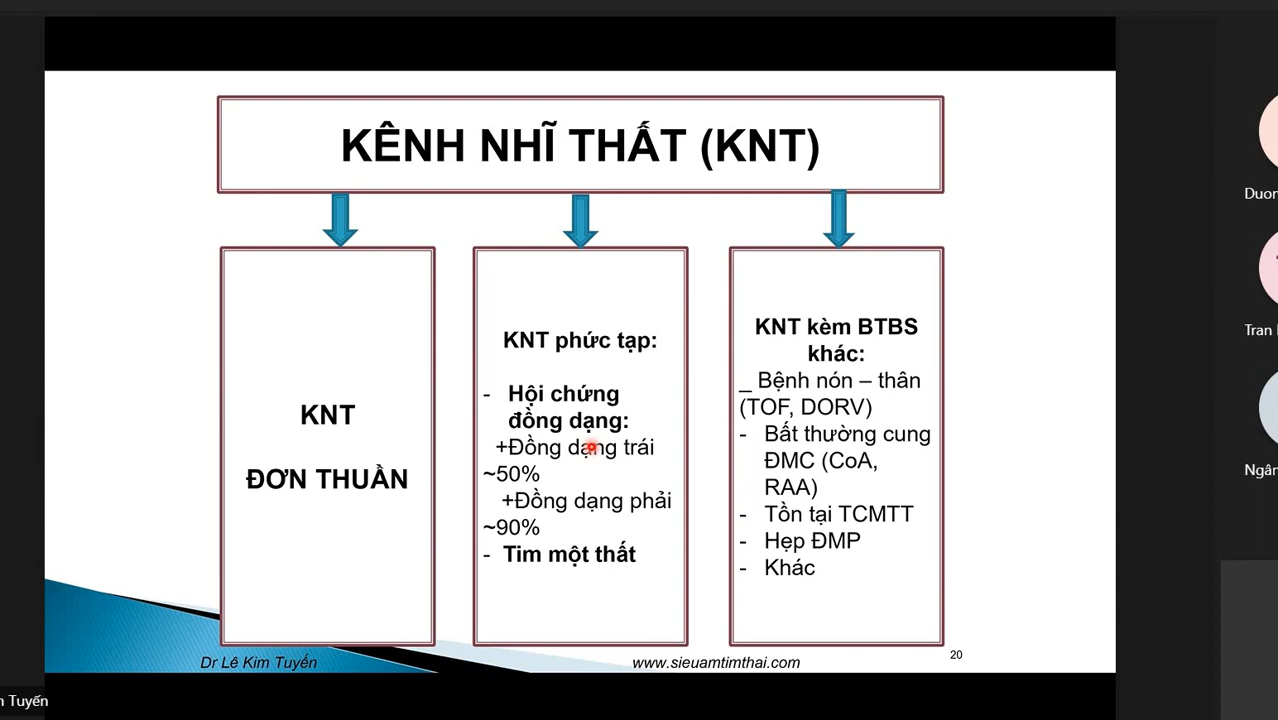 KÊNH NHĨ THẤT (KNT)
KNT
ĐƠN THUẦN
KNT phức tạp:
- Hội chứng
đồng dạng:
+Đồng dạng trái
~50%
+Đồng dạng phải
~90%
- Tim một thất
KNT kèm BTBS
khác:
_ Bệnh nón – thân
(TOF, DORV)
- Bất thường cung
ĐMC (CoA,
RAA)
- Tồn tại TCMTT
- Hẹp ĐMP
- Khác
Dr Lê Kim Tuyến
www.sieuamtimthai.com
20
Duon
Tran
Ngân
Tuyến